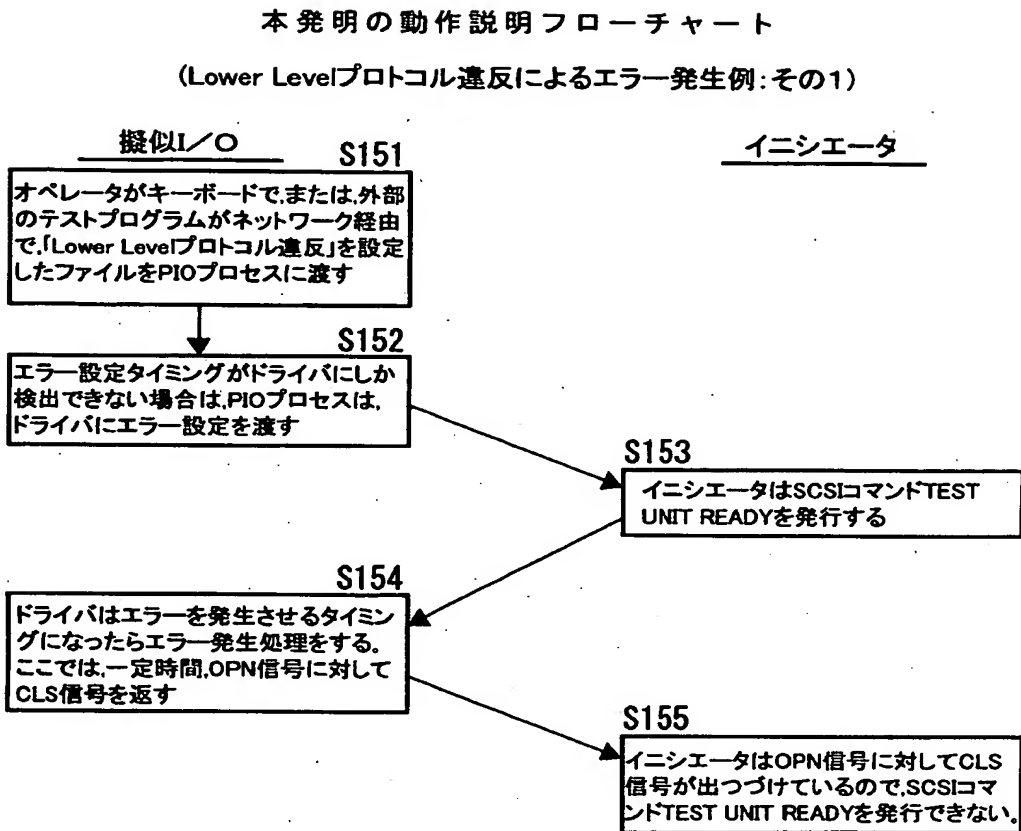 本発明の動作説明フローチャート
(Lower Levelプロトコル違反によるエラー発生例:その1)
擬似I/O
イニシエータ
S151
オペレータがキーボードで,または,外部
のテストプログラムがネットワーク経由
で,「Lower Levelプロトコル違反」を設定
したファイルをPIOプロセスに渡す
S152
エラー設定タイミングがドライバにしか
検出できない場合は,PIOプロセスは,
ドライバにエラー設定を渡す
S153
イニシエータはSCSIコマンドTEST
UNIT READYを発行する
S154
ドライバはエラーを発生させるタイミン
グになったらエラー発生処理をする。
ここでは,一定時間,OPN信号に対して
CLS信号を返す
S155
イニシエータはOPN信号に対してCLS
信号が出つづけているので,SCSIコマ
ンドTEST UNIT READYを発行できない。